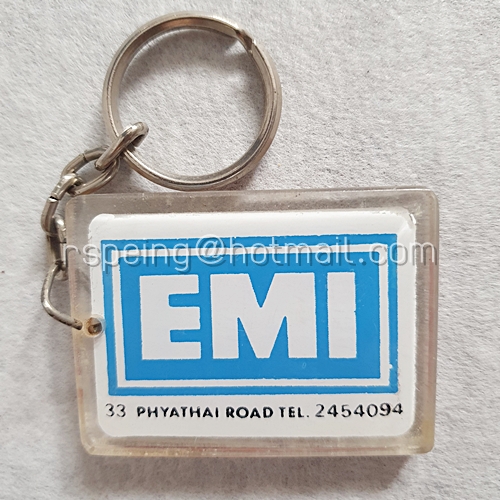 rspeing@hotmail.com
EMI
33 PHYATHAI ROAD TEL. 2454094